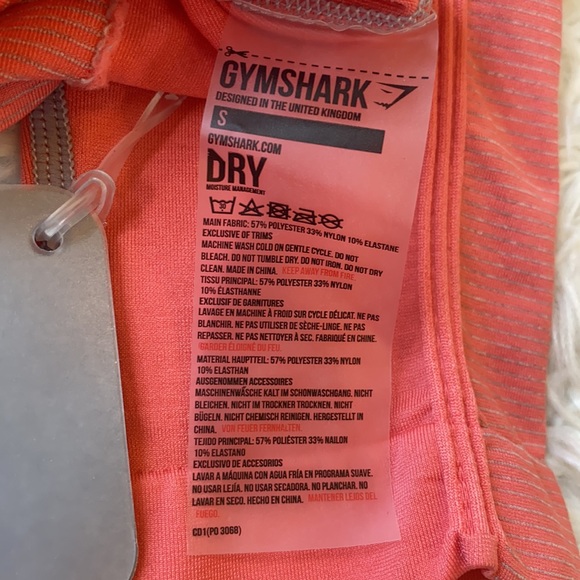 GYMSHARK
DESIGNED IN THE UNITED KINGDOM
S
GYMSHARK.COM
DRY
MOISTURE MANAGEMENT
MAIN FABRIC: 57% POLYESTER 33% NYLON 10% ELASTANE
EXCLUSIVE OF TRIMS
MACHINE WASH COLD ON GENTLE CYCLE. DO NOT
BLEACH. DO NOT TUMBLE DRY. DO NOT IRON. DO NOT DRY
CLEAN. MADE IN CHINA. KEEP AWAY FROM FIRE.
TISSU PRINCIPAL: 57% POLYESTER 33% NYLON
10% ÉLASTHANNE
EXCLUSIF DE GARNITURES
LAVAGE EN MACHINE À FROID SUR CYCLE DÉLICAT. NE PAS
BLANCHIR. NE PAS UTILISER DE SÈCHE-LINGE. NE PAS
REPASSER. NE PAS NETTOYER À SEC. FABRIQUÉ EN CHINE.
GARDER ÉLOIGNÉ DU FEU.
MATERIAL HAUPTTEIL: 57% POLYESTER 33% NYLON
10% ELASTHAN
AUSGENOMMEN ACCESSOIRES
MASCHINENWÄSCHE KALT IM SCHONWASCHGANG. NICHT
BLEICHEN. NICHT IM TROCKNER TROCKNEN. NICHT
BÜGELN. NICHT CHEMISCH REINIGEN. HERGESTELLT IN
CHINA. VON FEUER FERNHALTEN.
TEJIDO PRINCIPAL: 57% POLIÉSTER 33% NAILON
10% ELASTANO
EXCLUSIVO DE ACCESORIOS
LAVAR A MÁQUINA CON AGUA FRÍA EN PROGRAMA SUAVE.
NO USAR LEJÍA. NO USAR SECADORA. NO PLANCHAR. NO
LAVAR EN SECO. HECHO EN CHINA. MANTENER LEJOS DEL
FUEGO.
CD1(PO 3068)